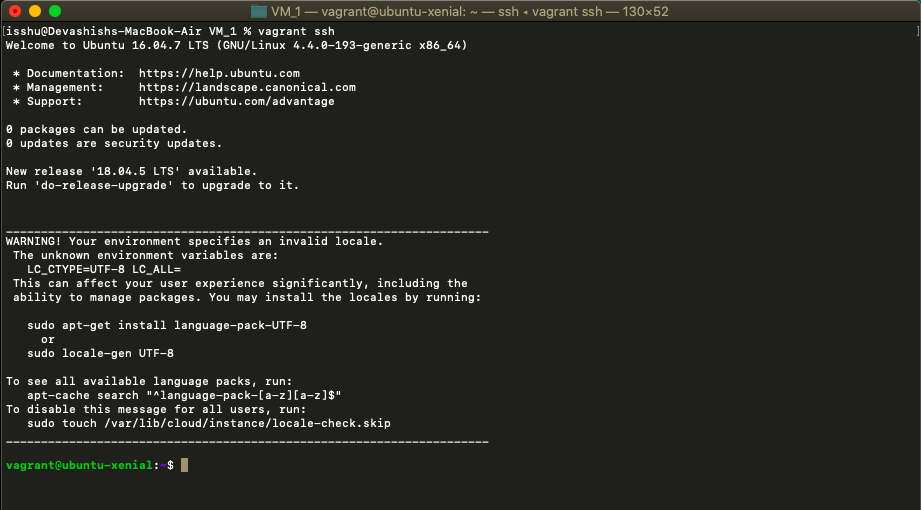 VM_1 — vagrant@ubuntu-xenial: ~ — ssh ◂ vagrant ssh — 130×52
[isshu@Devashishs-MacBook-Air VM_1 % vagrant ssh ]
Welcome to Ubuntu 16.04.7 LTS (GNU/Linux 4.4.0-193-generic x86_64)
* Documentation:  https://help.ubuntu.com
* Management:     https://landscape.canonical.com
* Support:        https://ubuntu.com/advantage
0 packages can be updated.
0 updates are security updates.
New release '18.04.5 LTS' available.
Run 'do-release-upgrade' to upgrade to it.
_____________________________________________________________________
WARNING! Your environment specifies an invalid locale.
The unknown environment variables are:
LC_CTYPE=UTF-8 LC_ALL=
This can affect your user experience significantly, including the
ability to manage packages. You may install the locales by running:
sudo apt-get install language-pack-UTF-8
or
sudo locale-gen UTF-8
To see all available language packs, run:
apt-cache search "^language-pack-[a-z][a-z]$"
To disable this message for all users, run:
sudo touch /var/lib/cloud/instance/locale-check.skip
_____________________________________________________________________
vagrant@ubuntu-xenial:~$